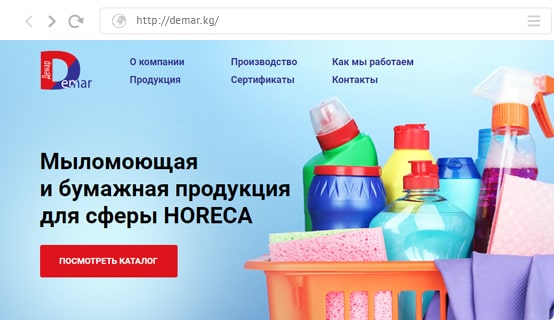 http://demar.kg/
Демар
Demar
О компании
Производство
Как мы работаем
Продукция
Сертификаты
Контакты
Мыломоющая
и бумажная продукция
для сферы HORECA
ПОСМОТРЕТЬ КАТАЛОГ